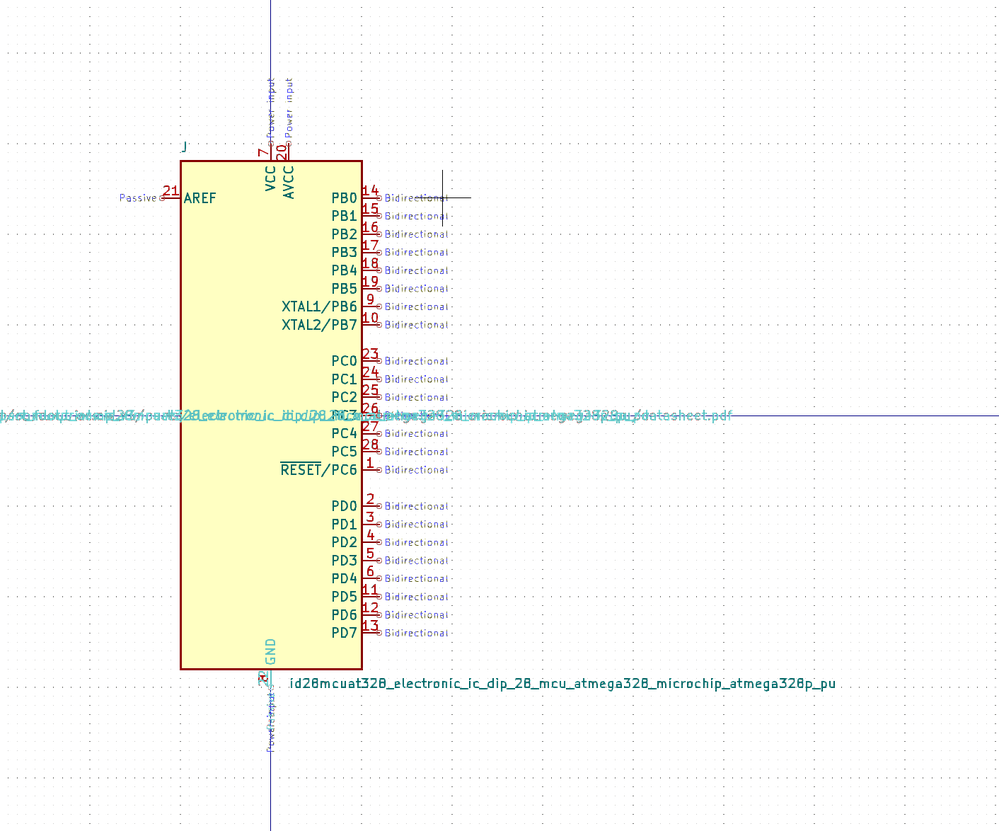 Power input
Power input
J
7
20
VCC
AVCC
Passive 21 AREF
PB0 14 Bidirectional
PB1 15 Bidirectional
PB2 16 Bidirectional
PB3 17 Bidirectional
PB4 18 Bidirectional
PB5 19 Bidirectional
XTAL1/PB6 9 Bidirectional
XTAL2/PB7 10 Bidirectional
PC0 23 Bidirectional
PC1 24 Bidirectional
PC2 25 Bidirectional
PC3 26
datasheet.pdf
PC4 27 Bidirectional
PC5 28 Bidirectional
RESET/PC6 1 Bidirectional
PD0 2 Bidirectional
PD1 3 Bidirectional
PD2 4 Bidirectional
PD3 5 Bidirectional
PD4 6 Bidirectional
PD5 11 Bidirectional
PD6 12 Bidirectional
PD7 13 Bidirectional
GND
id28mcuat328_electronic_ic_dip_28_mcu_atmega328_microchip_atmega328p_pu
Power input